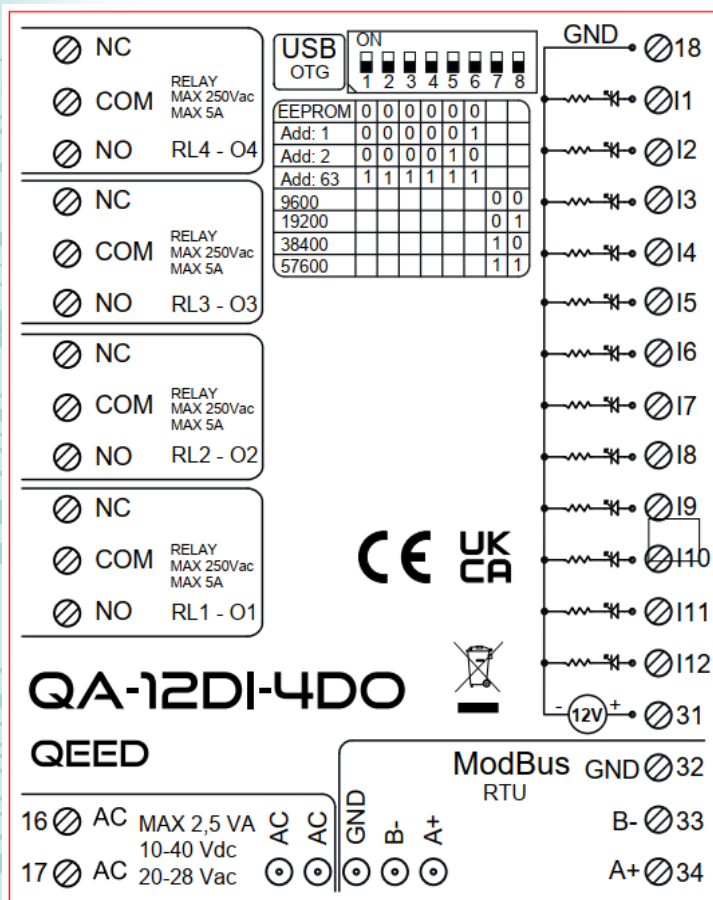 NC
COM
RELAY
MAX 250Vac
MAX 5A
NO RL4 - O4
NC
COM
RELAY
MAX 250Vac
MAX 5A
NO RL3 - O3
NC
COM
RELAY
MAX 250Vac
MAX 5A
NO RL2 - O2
NC
COM
RELAY
MAX 250Vac
MAX 5A
NO RL1 - O1
USB
OTG
ON
1 2 3 4 5 6 7 8
EEPROM 0 0 0 0 0 0
Add: 1 0 0 0 0 0 1
Add: 2 0 0 0 0 1 0
Add: 63 1 1 1 1 1 1
9600 0 0
19200 0 1
38400 1 0
57600 1 1
GND 18
I1
I2
I3
I4
I5
I6
I7
I8
I9
I10
I11
I12
- 12V + 31
CE UK
CA
QA-12DI-4DO
QEED
ModBus
RTU
GND 32
B- 33
A+ 34
16 AC
17 AC
MAX 2,5 VA
10-40 Vdc
20-28 Vac
AC AC GND B- A+